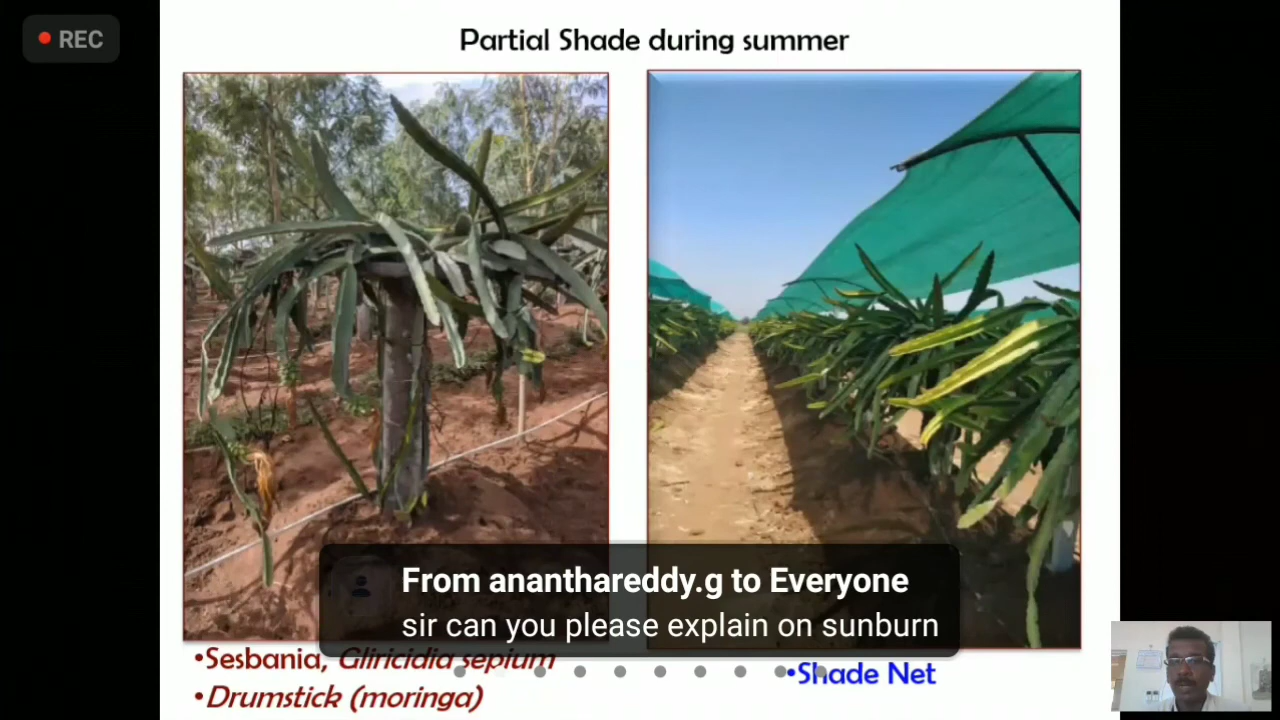 REC
Partial Shade during summer
From ananthareddy.g to Everyone
sir can you please explain on sunburn
•Sesbania, Gliricidia sepium
•Shade Net
•Drumstick (moringa)